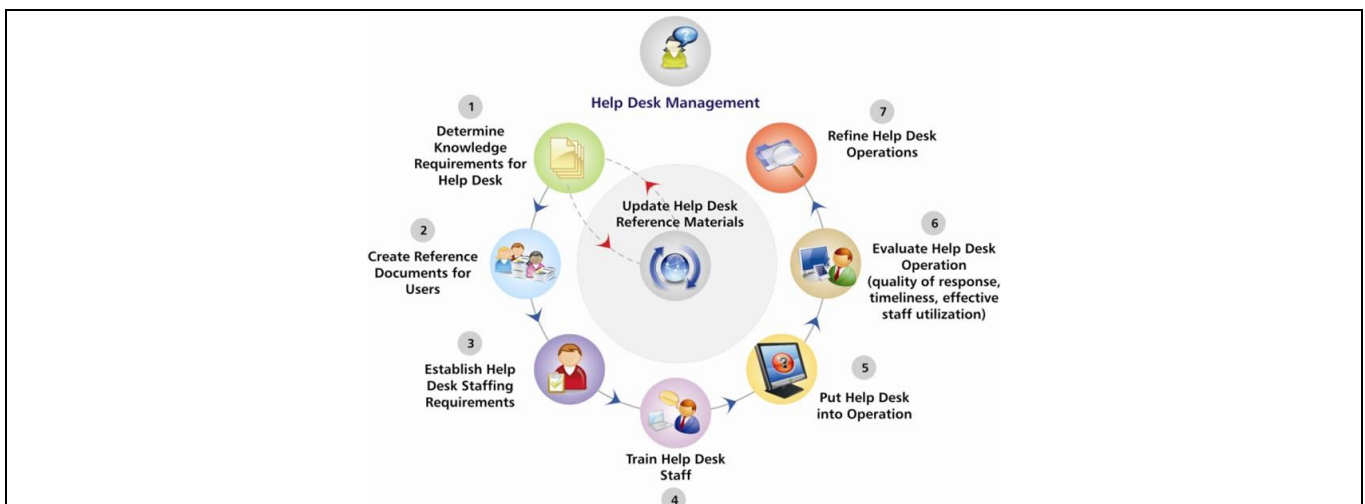 Help Desk Management
1
Determine
Knowledge
Requirements for
Help Desk
2
Create Reference
Documents for
Users
3
Establish Help
Desk Staffing
Requirements
Train Help Desk
Staff
4
5
Put Help Desk
into Operation
6
Evaluate Help Desk
Operation
(quality of response,
timeliness, effective
staff utilization)
7
Refine Help Desk
Operations
Update Help Desk
Reference Materials
?
?